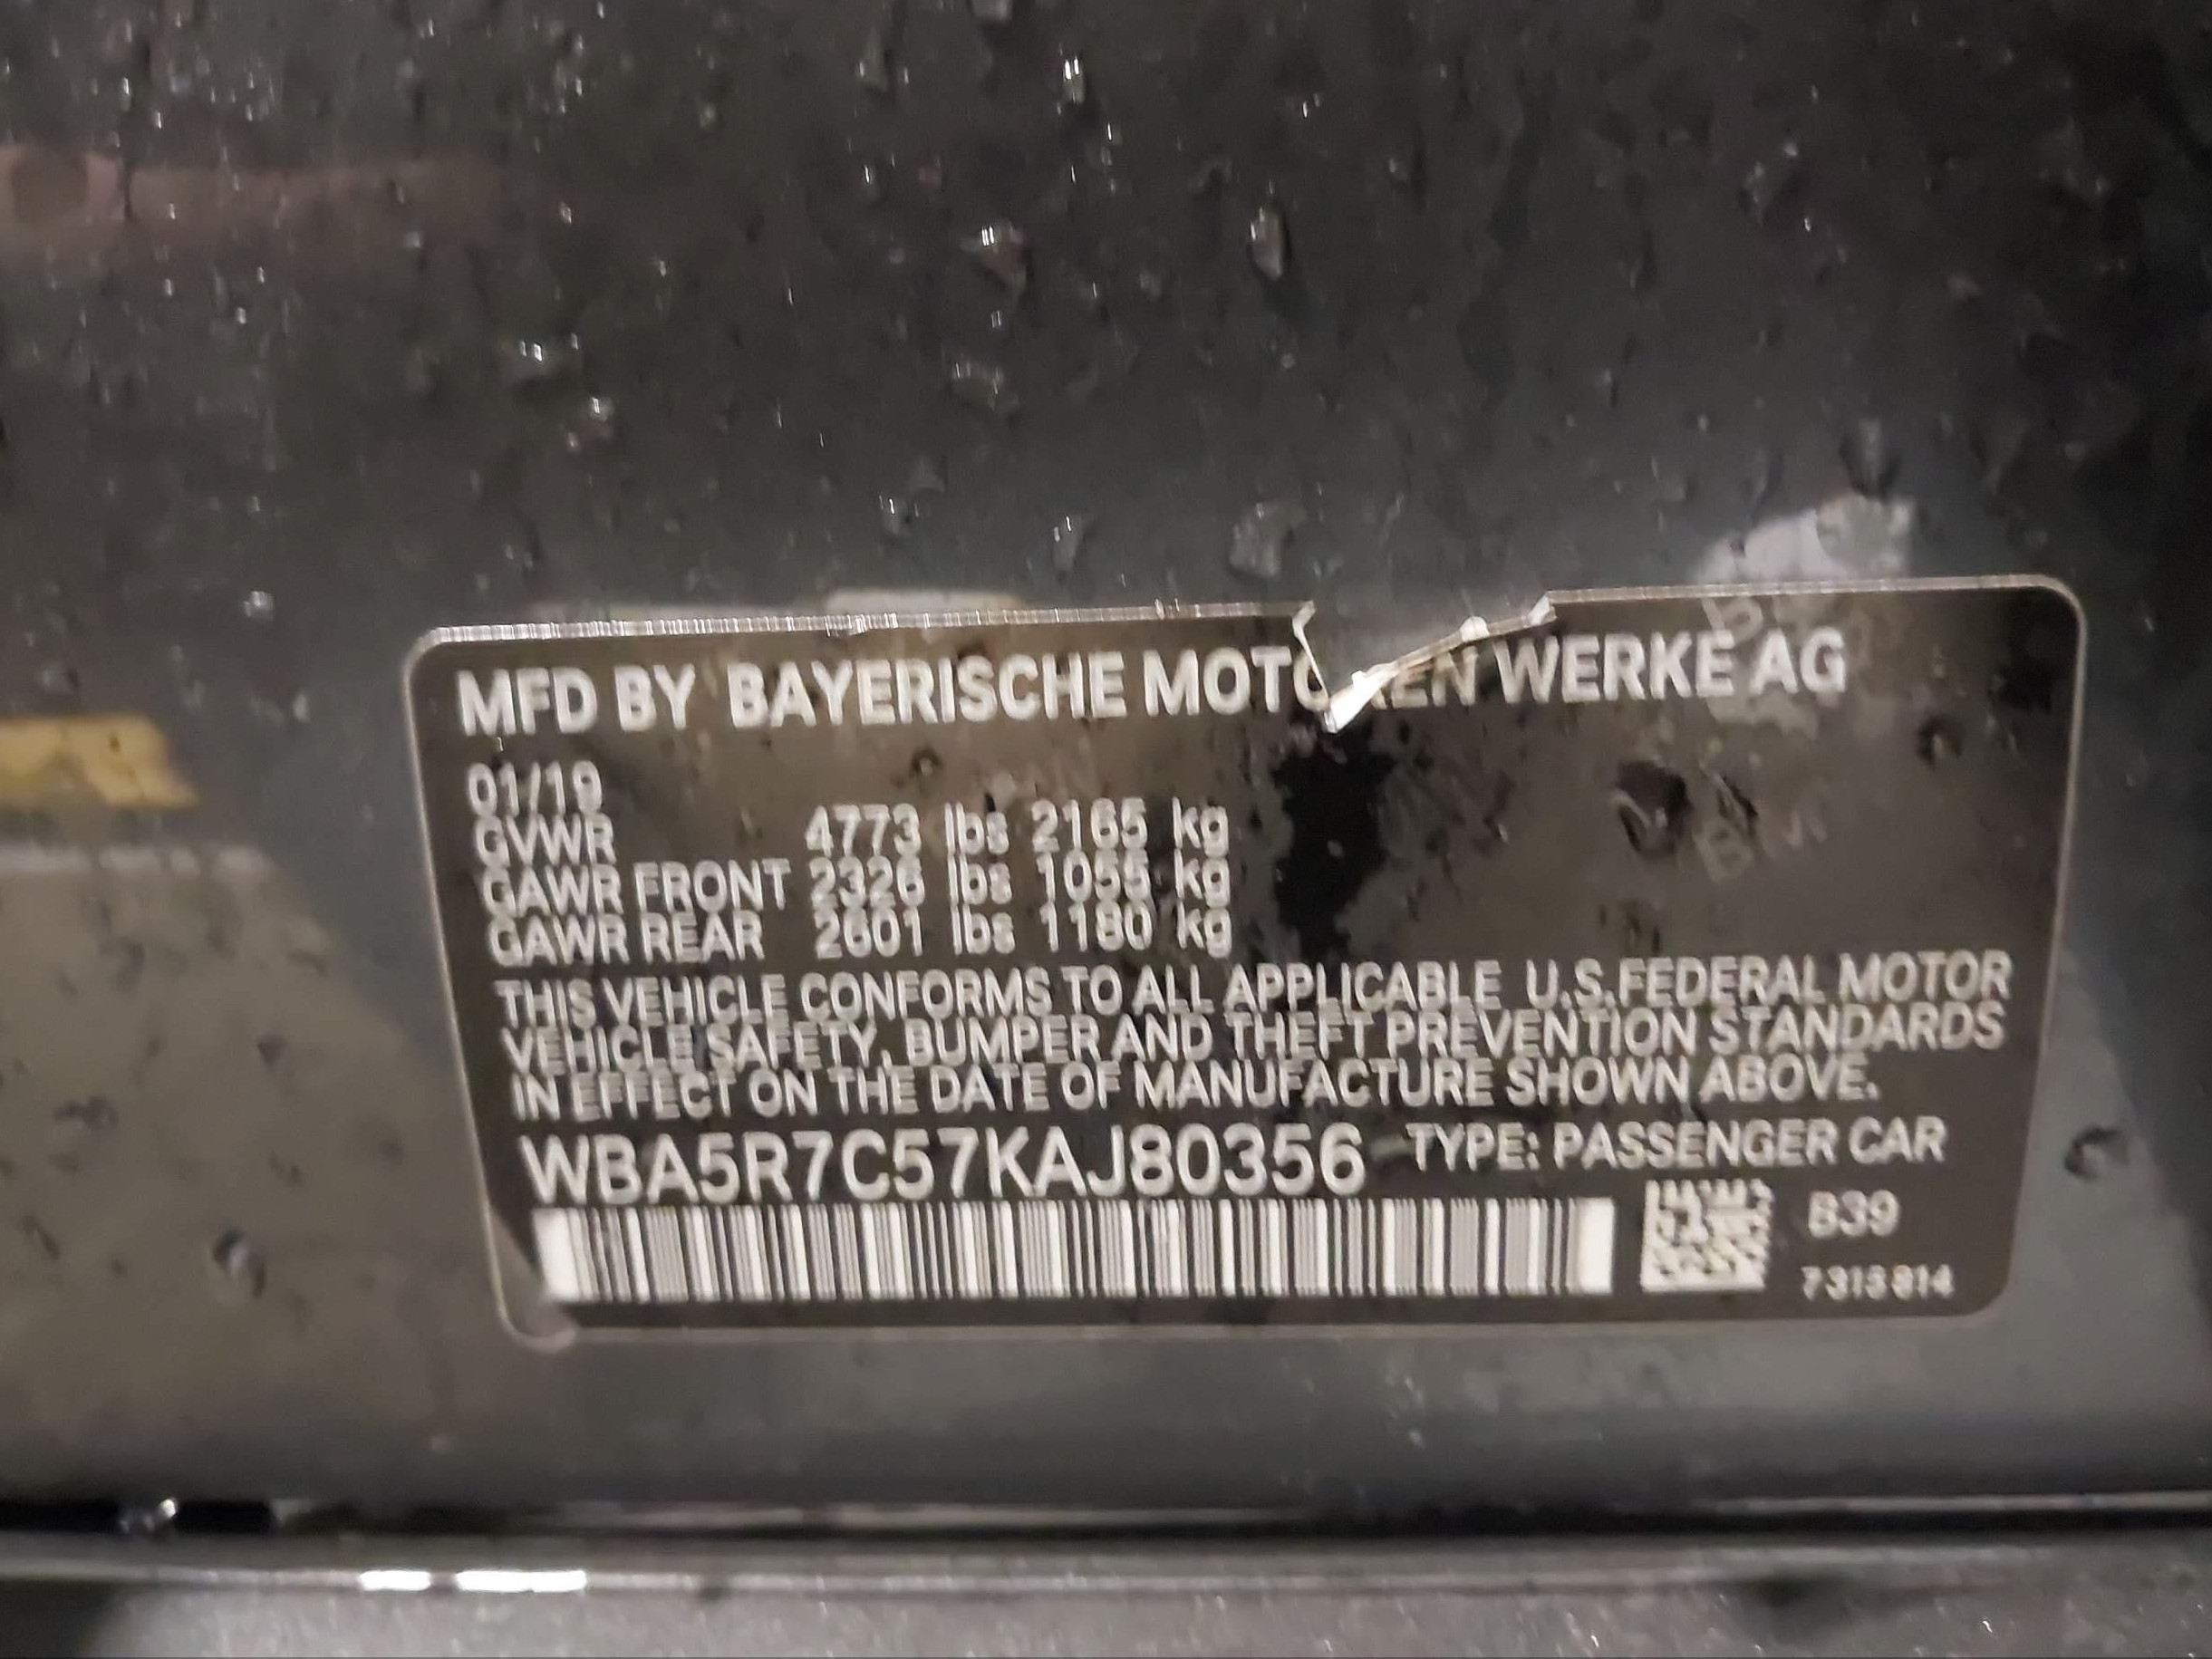 MFD BY BAYERISCHE MOTOREN WERKE AG
01/19
GVWR 4773 lbs 2165 kg
GAWR FRONT 2326 lbs 1055 kg
GAWR REAR 2601 lbs 1180 kg
THIS VEHICLE CONFORMS TO ALL APPLICABLE U.S.FEDERAL MOTOR
VEHICLE SAFETY, BUMPER AND THEFT PREVENTION STANDARDS
IN EFFECT ON THE DATE OF MANUFACTURE SHOWN ABOVE.
WBA5R7C57KAJ80356 TYPE: PASSENGER CAR
B39